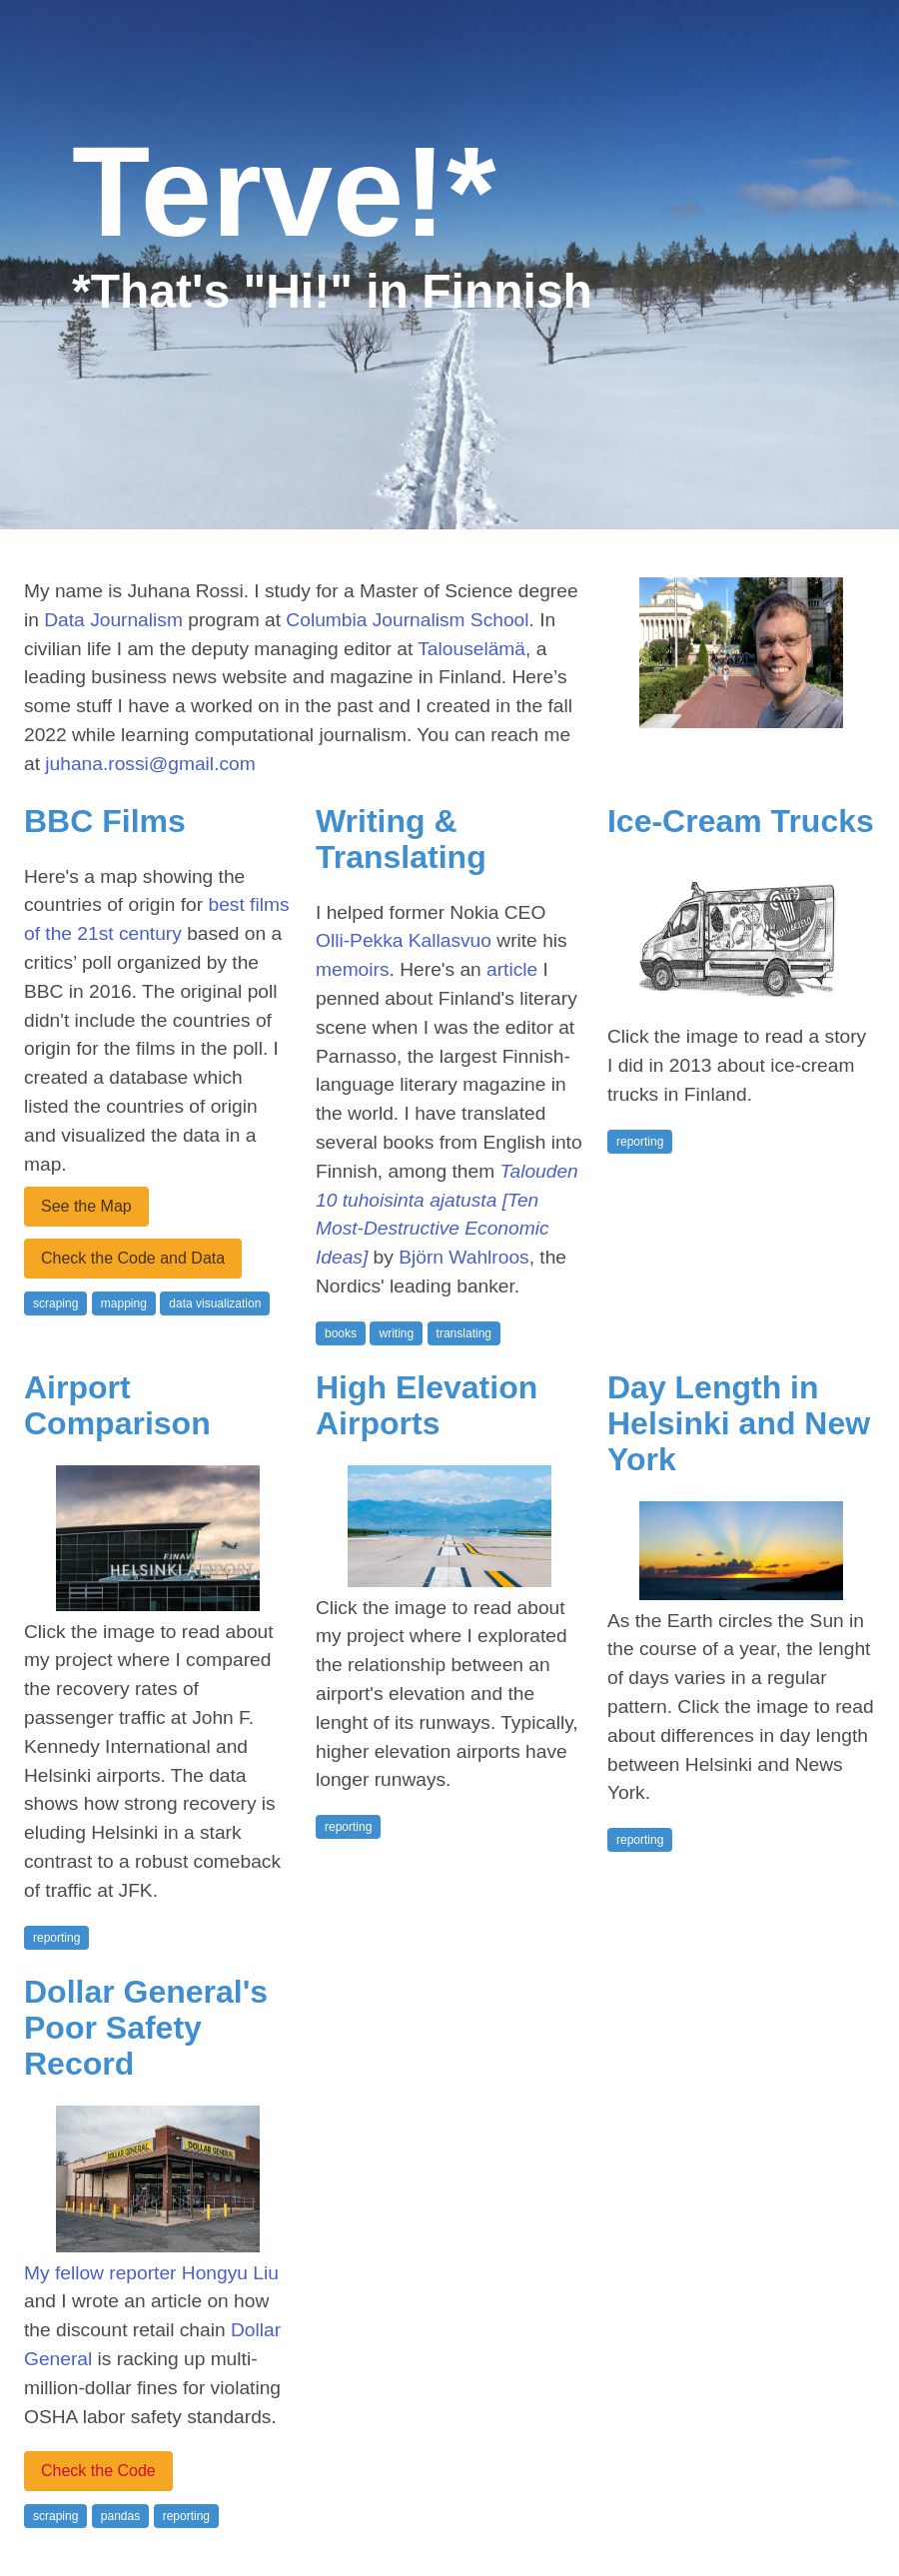 Terve!*
*That's "Hi!" in Finnish
My name is Juhana Rossi. I study for a Master of Science degree
in Data Journalism program at Columbia Journalism School. In
civilian life I am the deputy managing editor at Talouselämä, a
leading business news website and magazine in Finland. Here’s
some stuff I have a worked on in the past and I created in the fall
2022 while learning computational journalism. You can reach me
at juhana.rossi@gmail.com
BBC Films
Here's a map showing the
countries of origin for best films
of the 21st century based on a
critics’ poll organized by the
BBC in 2016. The original poll
didn't include the countries of
origin for the films in the poll. I
created a database which
listed the countries of origin
and visualized the data in a
map.
See the Map
Check the Code and Data
scraping mapping data visualization
Writing &
Translating
I helped former Nokia CEO
Olli-Pekka Kallasvuo write his
memoirs. Here's an article I
penned about Finland's literary
scene when I was the editor at
Parnasso, the largest Finnish-
language literary magazine in
the world. I have translated
several books from English into
Finnish, among them Talouden
10 tuhoisinta ajatusta [Ten
Most-Destructive Economic
Ideas] by Björn Wahlroos, the
Nordics' leading banker.
books writing translating
Ice-Cream Trucks
Click the image to read a story
I did in 2013 about ice-cream
trucks in Finland.
reporting
Airport
Comparison
FINAVIA
HELSINKI AIRPORT
Click the image to read about
my project where I compared
the recovery rates of
passenger traffic at John F.
Kennedy International and
Helsinki airports. The data
shows how strong recovery is
eluding Helsinki in a stark
contrast to a robust comeback
of traffic at JFK.
reporting
High Elevation
Airports
Click the image to read about
my project where I explored
the relationship between an
airport's elevation and the
lenght of its runways. Typically,
higher elevation airports have
longer runways.
reporting
Day Length in
Helsinki and New
York
As the Earth circles the Sun in
the course of a year, the lenght
of days varies in a regular
pattern. Click the image to read
about differences in day length
between Helsinki and News
York.
reporting
Dollar General's
Poor Safety
Record
DOLLAR GENERAL DOLLAR GENERAL
My fellow reporter Hongyu Liu
and I wrote an article on how
the discount retail chain Dollar
General is racking up multi-
million-dollar fines for violating
OSHA labor safety standards.
Check the Code
scraping pandas reporting